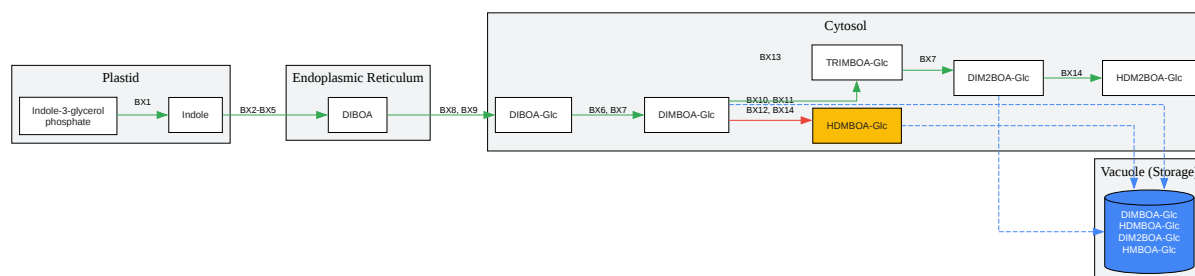 Cytosol
Plastid
Endoplasmic Reticulum
BX13
TRIMBOA-Glc
BX7
DIM2BOA-Glc
BX14
HDM2BOA-Glc
Indole-3-glycerol
phosphate
BX1
Indole
BX2-BX5
DIBOA
BX8, BX9
DIBOA-Glc
BX6, BX7
DIMBOA-Glc
BX10, BX11
BX12, BX14
HDMBOA-Glc
Vacuole (Storage)
DIMBOA-Glc
HDMBOA-Glc
DIM2BOA-Glc
HMBOA-Glc